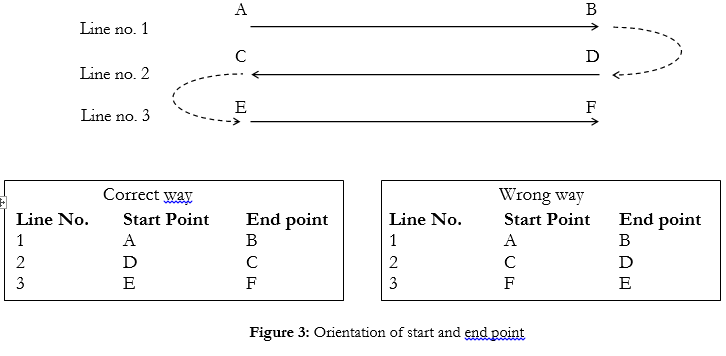 A B
Line no. 1
C D
Line no. 2
E F
Line no. 3
Correct way
Line No. Start Point End point
1 A B
2 D C
3 E F
Wrong way
Line No. Start Point End point
1 A B
2 C D
3 F E
Figure 3: Orientation of start and end point